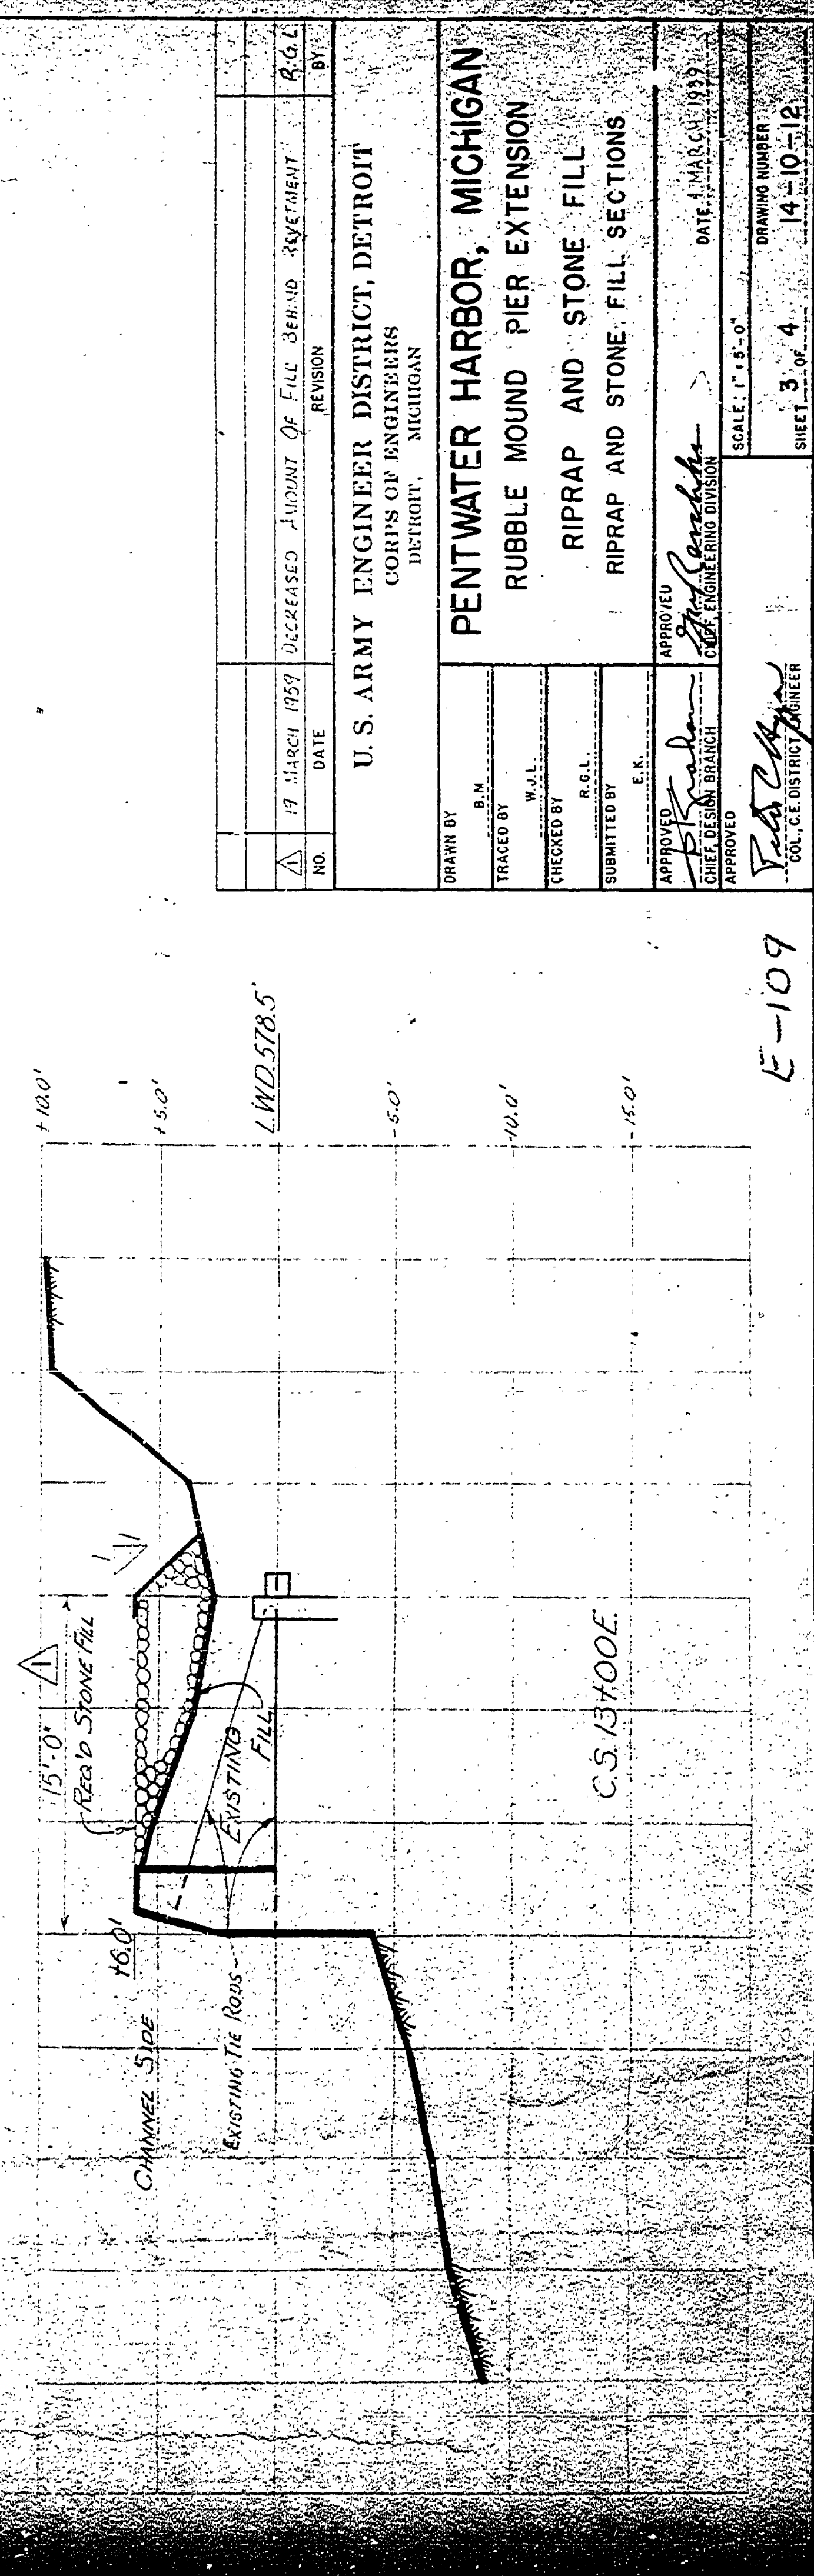 +10.0'
+5.0'
LWD 578.5'
-5.0'
-10.0'
-15.0'
15'-0"
1
REQ'D STONE FILL
1
1
+6.0'
CHANNEL SIDE
EXISTING TIE RODS
EXISTING
FILL
C.S. 13+00E.
E-109
1 19 MARCH 1959 DECREASED AMOUNT OF FILL BEHIND REVETMENT R.G.L.
NO. DATE REVISION BY
U. S. ARMY ENGINEER DISTRICT, DETROIT
CORPS OF ENGINEERS
DETROIT, MICHIGAN
DRAWN BY
B.M
TRACED BY
W.J.L.
CHECKED BY
R.G.L.
SUBMITTED BY
E.K.
PENTWATER HARBOR, MICHIGAN
RUBBLE MOUND PIER EXTENSION
RIPRAP AND STONE FILL
RIPRAP AND STONE FILL SECTIONS
APPROVED
CHIEF, DESIGN BRANCH
APPROVED
CHIEF, ENGINEERING DIVISION
DATE MARCH 1959
APPROVED
COL., C.E. DISTRICT ENGINEER
SCALE: 1" = 5'-0"
SHEET 3 OF 4
DRAWING NUMBER
14-10-12